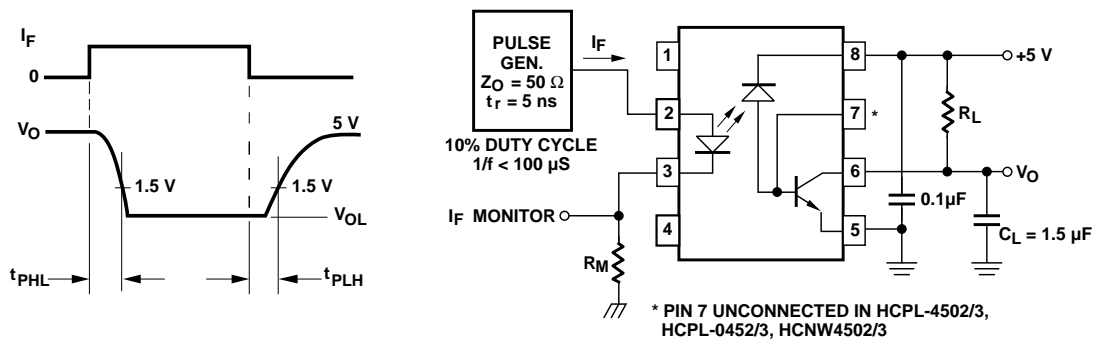 I_F
0
V_O
5 V
1.5 V
1.5 V
V_OL
t_PHL
t_PLH
PULSE
GEN.
Z_O = 50 Ω
t_r = 5 ns
I_F
10% DUTY CYCLE
1/f < 100 µS
I_F MONITOR
R_M
1
2
3
4
8
7
*
6
5
+5 V
R_L
V_O
0.1µF
C_L = 1.5 µF
* PIN 7 UNCONNECTED IN HCPL-4502/3,
HCPL-0452/3, HCNW4502/3